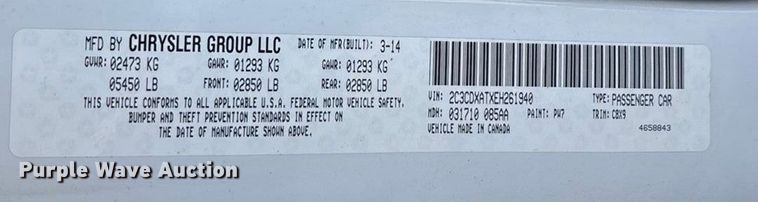 MFD BY CHRYSLER GROUP LLC DATE OF MFR(BUILT): 3-14
GVWR: 02473 KG GAWR: 01293 KG GAWR: 01293 KG
05450 LB FRONT: 02850 LB REAR: 02850 LB
THIS VEHICLE CONFORMS TO ALL APPLICABLE U.S.A. FEDERAL MOTOR VEHICLE SAFETY,
BUMPER AND THEFT PREVENTION STANDARDS IN EFFECT ON
THE DATE OF MANUFACTURE SHOWN ABOVE.
VIN: 2C3CDXATXEH261940 TYPE: PASSENGER CAR
MDH: 031710 085AA PAINT: PW7 TRIM: CBX9
VEHICLE MADE IN CANADA 4658843
Purple Wave Auction